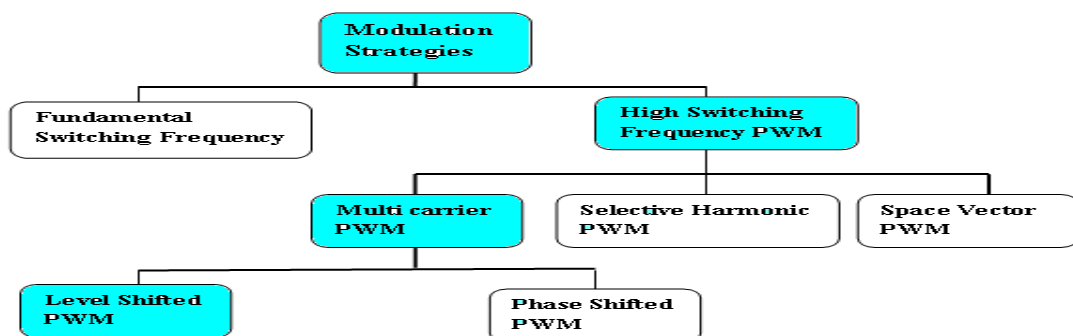 Modulation
Strategies
Fundamental
Switching Frequency
High Switching
Frequency PWM
Multi carrier
PWM
Selective Harmonic
PWM
Space Vector
PWM
Level Shifted
PWM
Phase Shifted
PWM